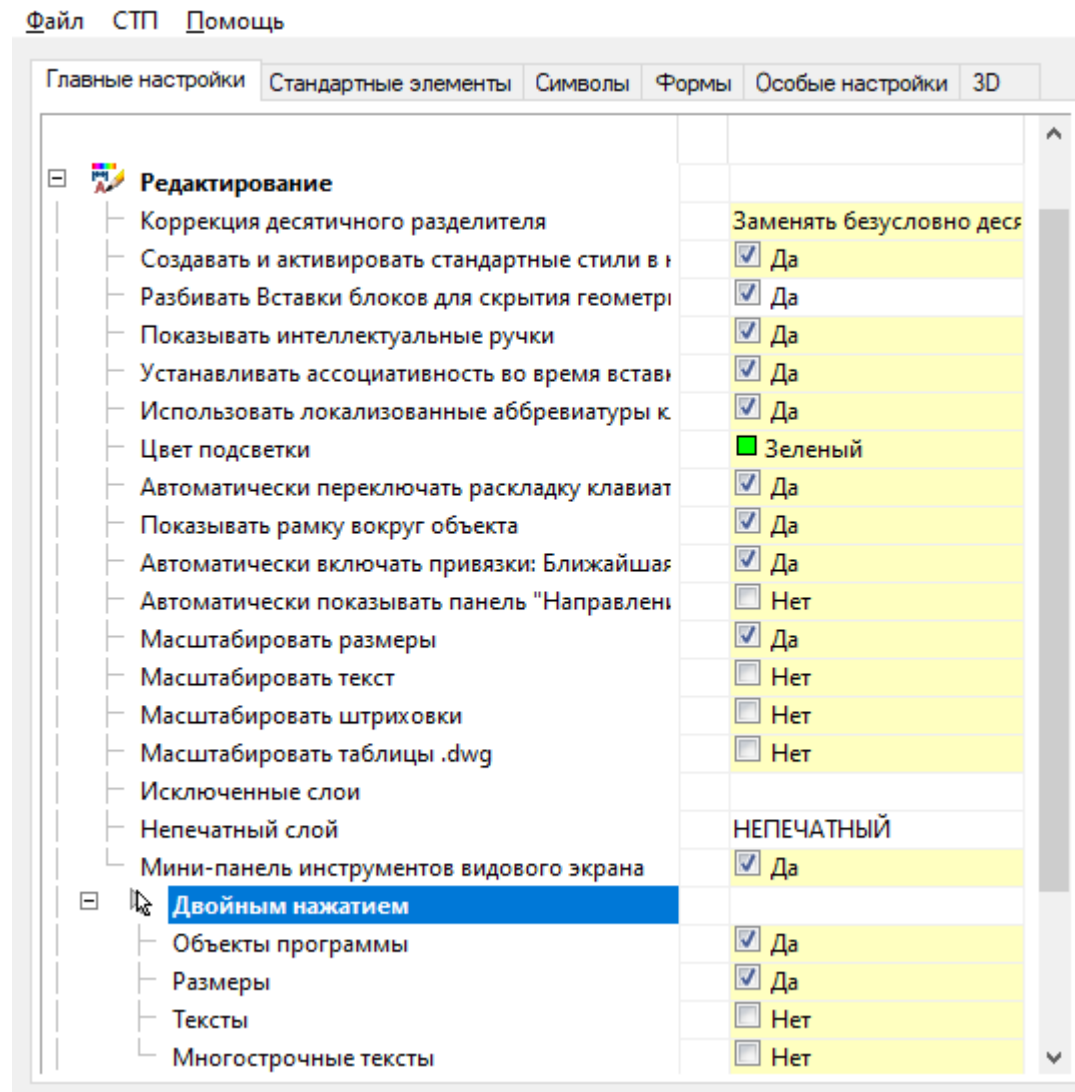 Файл СТП Помощь
Главные настройки Стандартные элементы Символы Формы Особые настройки 3D
Редактирование
Коррекция десятичного разделителя Заменять безусловно деся
Создавать и активировать стандартные стили в н Да
Разбивать Вставки блоков для скрытия геометри Да
Показывать интеллектуальные ручки Да
Устанавливать ассоциативность во время вставк Да
Использовать локализованные аббревиатуры к Да
Цвет подсветки Зеленый
Автоматически переключать раскладку клавиат Да
Показывать рамку вокруг объекта Да
Автоматически включать привязки: Ближайшая Да
Автоматически показывать панель "Направлени Нет
Масштабировать размеры Да
Масштабировать текст Нет
Масштабировать штриховки Нет
Масштабировать таблицы .dwg Нет
Исключенные слои
Непечатный слой НЕПЕЧАТНЫЙ
Мини-панель инструментов видового экрана Да
Двойным нажатием
Объекты программы Да
Размеры Да
Тексты Нет
Многострочные тексты Нет